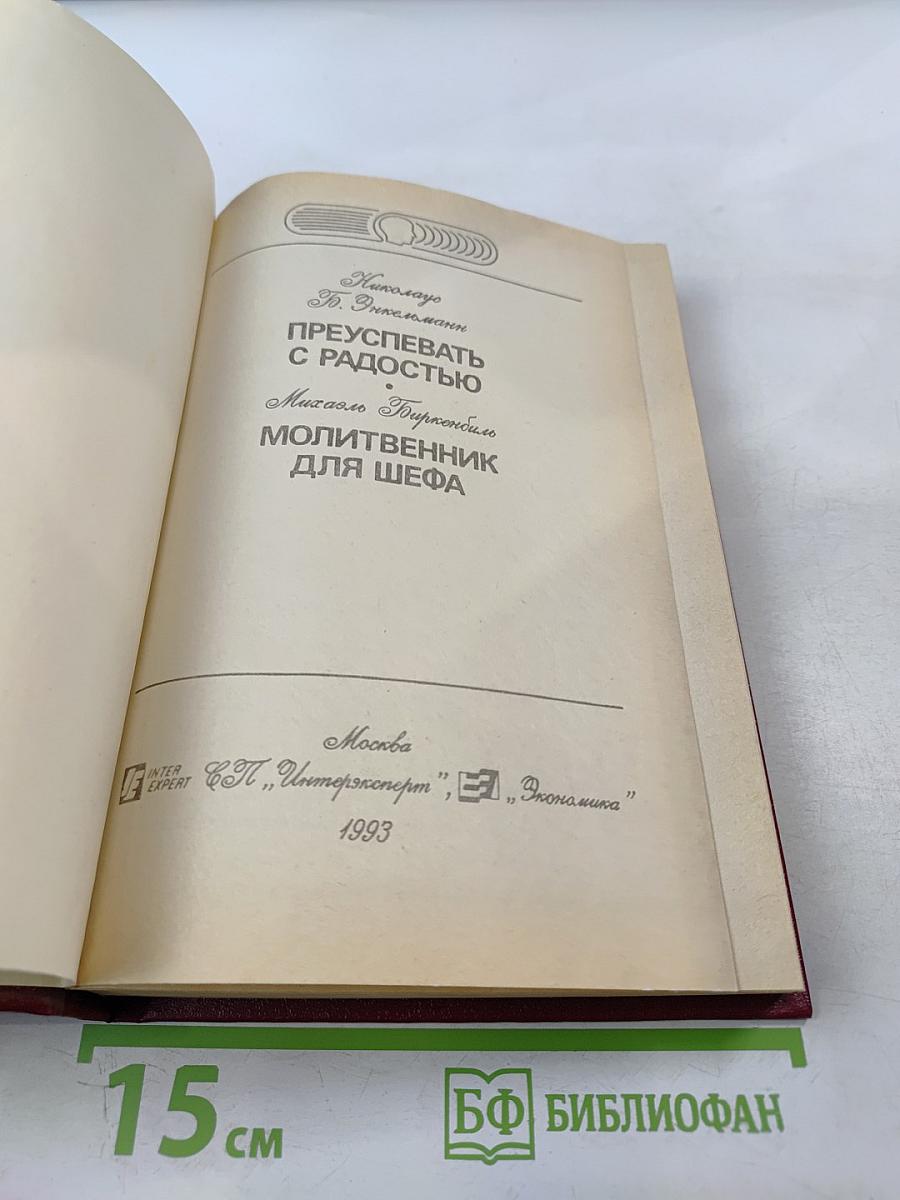 Николаус
Б. Энкельманн
ПРЕУСПЕВАТЬ
С РАДОСТЬЮ
•
Михаэль Биркенбиль
МОЛИТВЕННИК
ДЛЯ ШЕФА
Москва
INTER
EXPERT
СП „Интерэксперт”, „Экономика”
1993
15 см
БФ БИБЛИОФАН